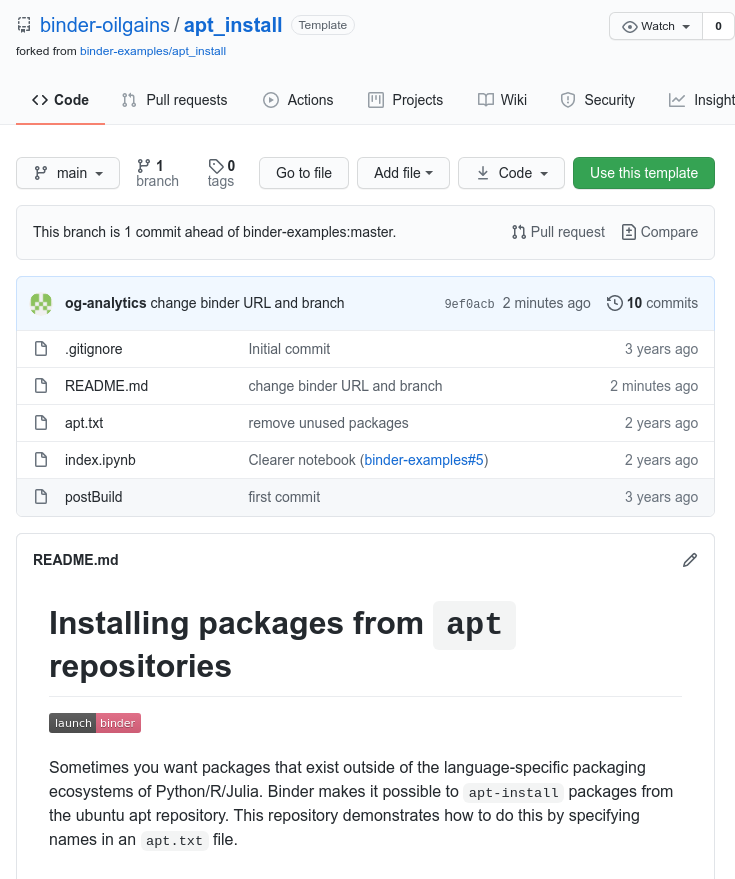 binder-oilgains / apt_install Template Watch 0
forked from binder-examples/apt_install
Code Pull requests Actions Projects Wiki Security Insight
main 1 branch 0 tags Go to file Add file Code Use this template
This branch is 1 commit ahead of binder-examples:master. Pull request Compare
og-analytics change binder URL and branch 9ef0acb 2 minutes ago 10 commits
.gitignore Initial commit 3 years ago
README.md change binder URL and branch 2 minutes ago
apt.txt remove unused packages 2 years ago
index.ipynb Clearer notebook (binder-examples#5) 2 years ago
postBuild first commit 3 years ago
README.md
Installing packages from apt
repositories
launch binder
Sometimes you want packages that exist outside of the language-specific packaging
ecosystems of Python/R/Julia. Binder makes it possible to apt-install packages from
the ubuntu apt repository. This repository demonstrates how to do this by specifying
names in an apt.txt file.